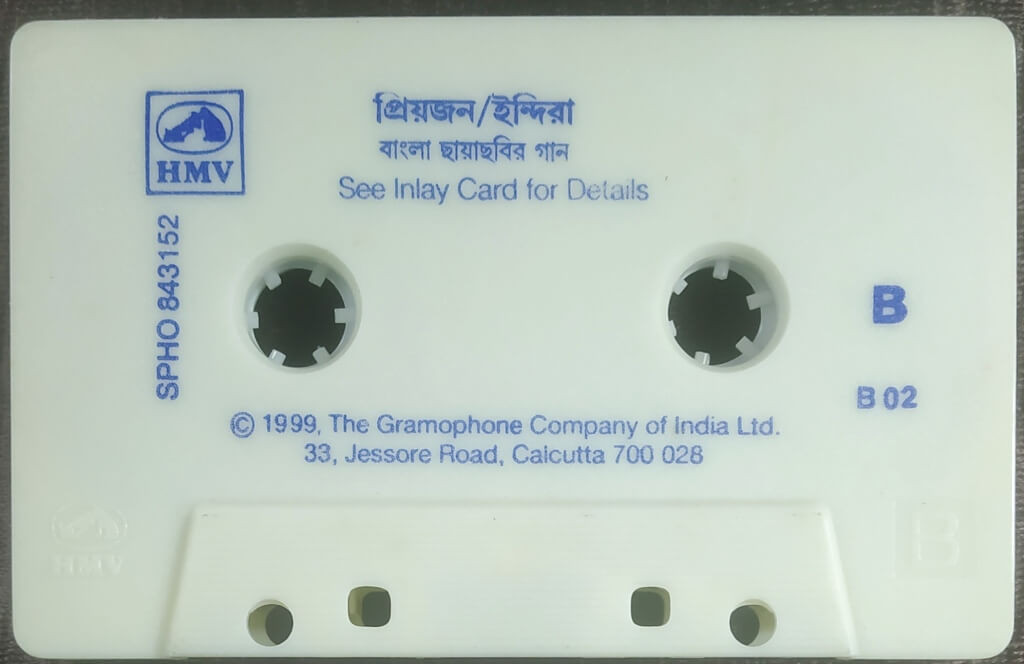 প্রিয়জন/ইন্দিরা
বাংলা ছায়াছবির গান
See Inlay Card for Details
HMV
SPHO 843152
B
B 02
© 1999, The Gramophone Company of India Ltd.
33, Jessore Road, Calcutta 700 028
HMV
B